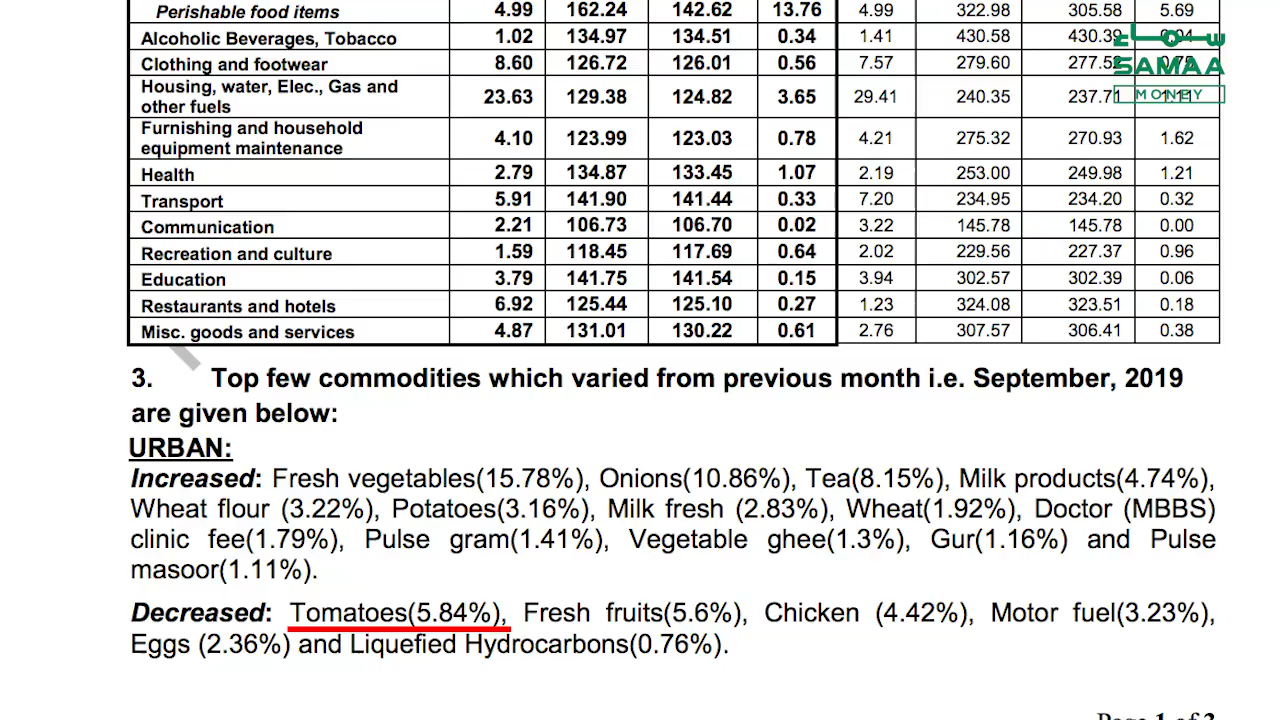 Perishable food items 4.99 162.24 142.62 13.76 4.99 322.98 305.58 5.69
Alcoholic Beverages, Tobacco 1.02 134.97 134.51 0.34 1.41 430.58 430.39 0.04
Clothing and footwear 8.60 126.72 126.01 0.56 7.57 279.60 277.52
Housing, water, Elec., Gas and other fuels 23.63 129.38 124.82 3.65 29.41 240.35 237.71 1.11
Furnishing and household equipment maintenance 4.10 123.99 123.03 0.78 4.21 275.32 270.93 1.62
Health 2.79 134.87 133.45 1.07 2.19 253.00 249.98 1.21
Transport 5.91 141.90 141.44 0.33 7.20 234.95 234.20 0.32
Communication 2.21 106.73 106.70 0.02 3.22 145.78 145.78 0.00
Recreation and culture 1.59 118.45 117.69 0.64 2.02 229.56 227.37 0.96
Education 3.79 141.75 141.54 0.15 3.94 302.57 302.39 0.06
Restaurants and hotels 6.92 125.44 125.10 0.27 1.23 324.08 323.51 0.18
Misc. goods and services 4.87 131.01 130.22 0.61 2.76 307.57 306.41 0.38
سماء
SAMAA
MONEY
3. Top few commodities which varied from previous month i.e. September, 2019
are given below:
URBAN:
Increased: Fresh vegetables(15.78%), Onions(10.86%), Tea(8.15%), Milk products(4.74%),
Wheat flour (3.22%), Potatoes(3.16%), Milk fresh (2.83%), Wheat(1.92%), Doctor (MBBS)
clinic fee(1.79%), Pulse gram(1.41%), Vegetable ghee(1.3%), Gur(1.16%) and Pulse
masoor(1.11%).
Decreased: Tomatoes(5.84%), Fresh fruits(5.6%), Chicken (4.42%), Motor fuel(3.23%),
Eggs (2.36%) and Liquefied Hydrocarbons(0.76%).
Page 1 of 3